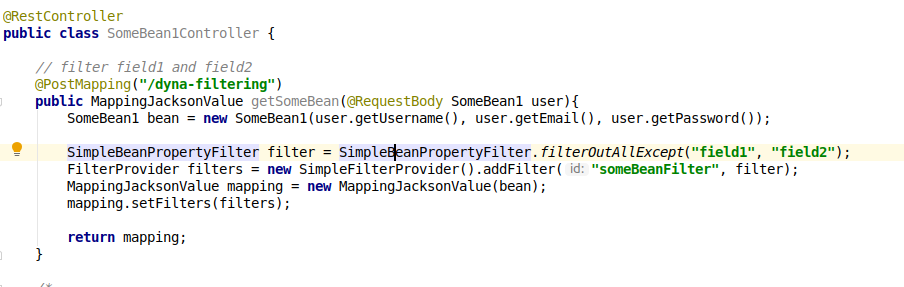 @RestController
public class SomeBean1Controller {
// filter field1 and field2
@PostMapping("/dyna-filtering")
public MappingJacksonValue getSomeBean(@RequestBody SomeBean1 user){
SomeBean1 bean = new SomeBean1(user.getUsername(), user.getEmail(), user.getPassword());
SimpleBeanPropertyFilter filter = SimpleBeanPropertyFilter.filterOutAllExcept("field1", "field2");
FilterProvider filters = new SimpleFilterProvider().addFilter( id: "someBeanFilter", filter);
MappingJacksonValue mapping = new MappingJacksonValue(bean);
mapping.setFilters(filters);
return mapping;
}
/*